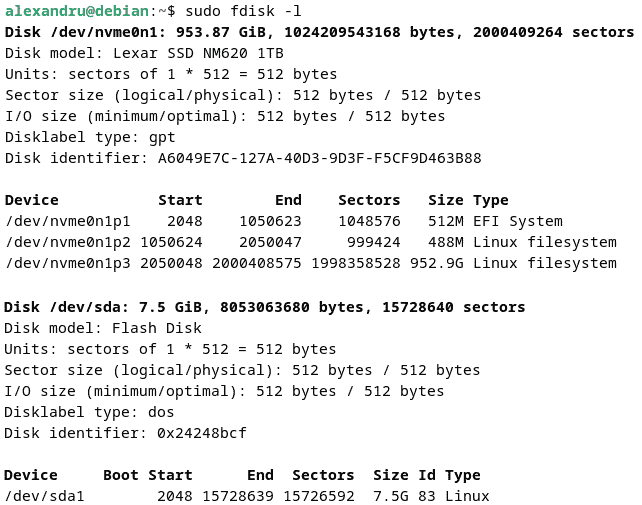 alexandru@debian:~$ sudo fdisk -l
Disk /dev/nvme0n1: 953.87 GiB, 1024209543168 bytes, 2000409264 sectors
Disk model: Lexar SSD NM620 1TB
Units: sectors of 1 * 512 = 512 bytes
Sector size (logical/physical): 512 bytes / 512 bytes
I/O size (minimum/optimal): 512 bytes / 512 bytes
Disklabel type: gpt
Disk identifier: A6049E7C-127A-40D3-9D3F-F5CF9D463B88
Device Start End Sectors Size Type
/dev/nvme0n1p1 2048 1050623 1048576 512M EFI System
/dev/nvme0n1p2 1050624 2050047 999424 488M Linux filesystem
/dev/nvme0n1p3 2050048 2000408575 1998358528 952.9G Linux filesystem
Disk /dev/sda: 7.5 GiB, 8053063680 bytes, 15728640 sectors
Disk model: Flash Disk
Units: sectors of 1 * 512 = 512 bytes
Sector size (logical/physical): 512 bytes / 512 bytes
I/O size (minimum/optimal): 512 bytes / 512 bytes
Disklabel type: dos
Disk identifier: 0x24248bcf
Device Boot Start End Sectors Size Id Type
/dev/sda1 2048 15728639 15726592 7.5G 83 Linux